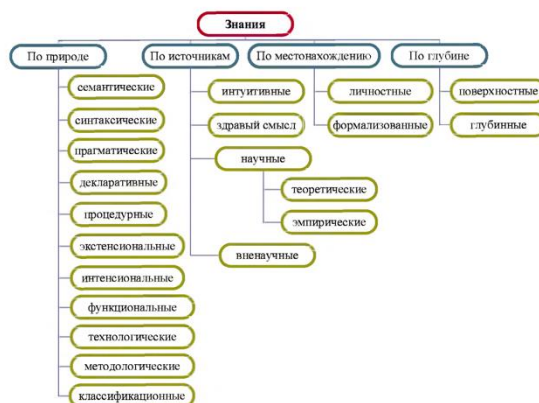 Знания
По природе
семантические
синтаксические
прагматические
декларативные
процедурные
экстенсиональные
интенсиональные
функциональные
технологические
методологические
классификационные
По источникам
интуитивные
здравый смысл
научные
теоретические
эмпирические
вненаучные
По местонахождению
личностные
формализованные
По глубине
поверхностные
глубинные